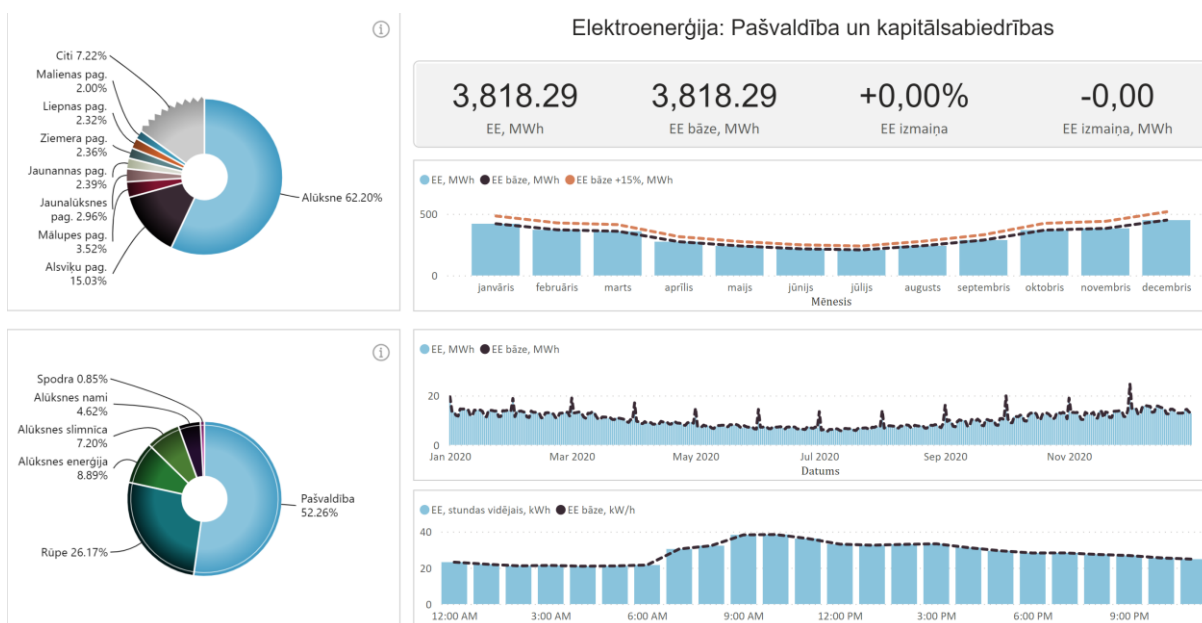 Citi 7.22%
Malienas pag.
2.00%
Liepnas pag.
2.32%
Ziemera pag.
2.36%
Jaunannas pag.
2.39%
Jaunalūksnes
pag. 2.96%
Mālupes pag.
3.52%
Alsviķu pag.
15.03%
Alūksne 62.20%
Elektroenerģija: Pašvaldība un kapitālsabiedrības
3,818.29
EE, MWh
3,818.29
EE bāze, MWh
+0,00%
EE izmaiņa
-0,00
EE izmaiņa, MWh
EE, MWh EE bāze, MWh EE bāze +15%, MWh
500
0
janvāris februāris marts aprīlis maijs jūnijs jūlijs augusts septembris oktobris novembris decembris
Mēnesis
Spodra 0.85%
Alūksnes nami
4.62%
Alūksnes slimnīca
7.20%
Alūksnes enerģija
8.89%
Rūpe 26.17%
Pašvaldība
52.26%
EE, MWh EE bāze, MWh
20
0
Jan 2020 Mar 2020 May 2020 Jul 2020 Sep 2020 Nov 2020
Datums
EE, stundas vidējais, kWh EE bāze, kW/h
40
20
0
12:00 AM 3:00 AM 6:00 AM 9:00 AM 12:00 PM 3:00 PM 6:00 PM 9:00 PM